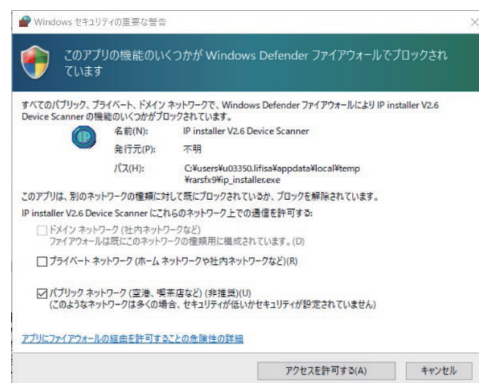 Windows セキュリティの重要な警告
このアプリの機能のいくつかが Windows Defender ファイアウォールでブロックされ
ています
すべてのパブリック、プライベート、ドメイン ネットワークで、Windows Defender ファイアウォールにより IP installer V2.6
Device Scanner の機能のいくつかがブロックされています。
名前(N): IP installer V2.6 Device Scanner
発行元(P): 不明
パス(H): C:¥users¥u03350.lifisa¥appdata¥local¥temp
¥rarsfx9¥ip_installer.exe
このアプリは、別のネットワークの種類に対して既にブロックされているか、ブロックを解除されています。
IP installer V2.6 Device Scanner にこれらのネットワーク上での通信を許可する:
ドメイン ネットワーク (社内ネットワークなど)
ファイアウォールは既にこのネットワークの種類用に構成されています。(D)
プライベート ネットワーク (ホーム ネットワークや社内ネットワークなど)(R)
パブリック ネットワーク (空港、喫茶店など) (非推奨)(U)
(このようなネットワークは多くの場合、セキュリティが低いかセキュリティが設定されていません)
アプリにファイアウォールの経由を許可することの危険性の詳細
アクセスを許可する(A) キャンセル